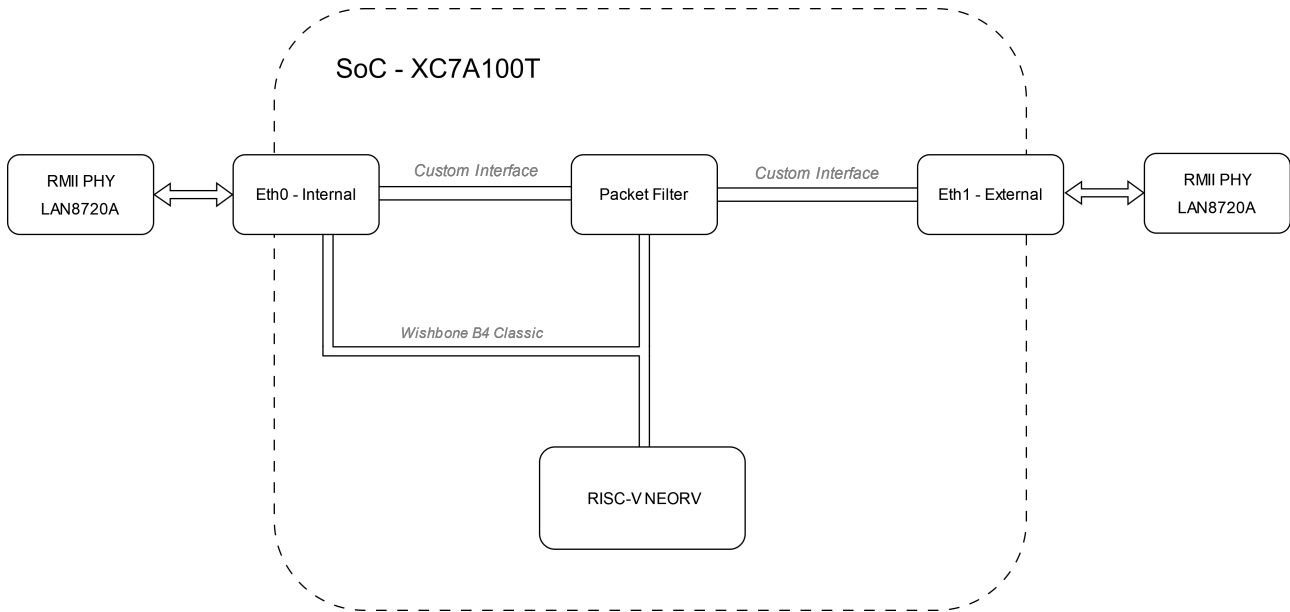 SoC - XC7A100T
RMII PHY
LAN8720A
Eth0 - Internal
Custom Interface
Packet Filter
Custom Interface
Eth1 - External
RMII PHY
LAN8720A
Wishbone B4 Classic
RISC-V NEORV